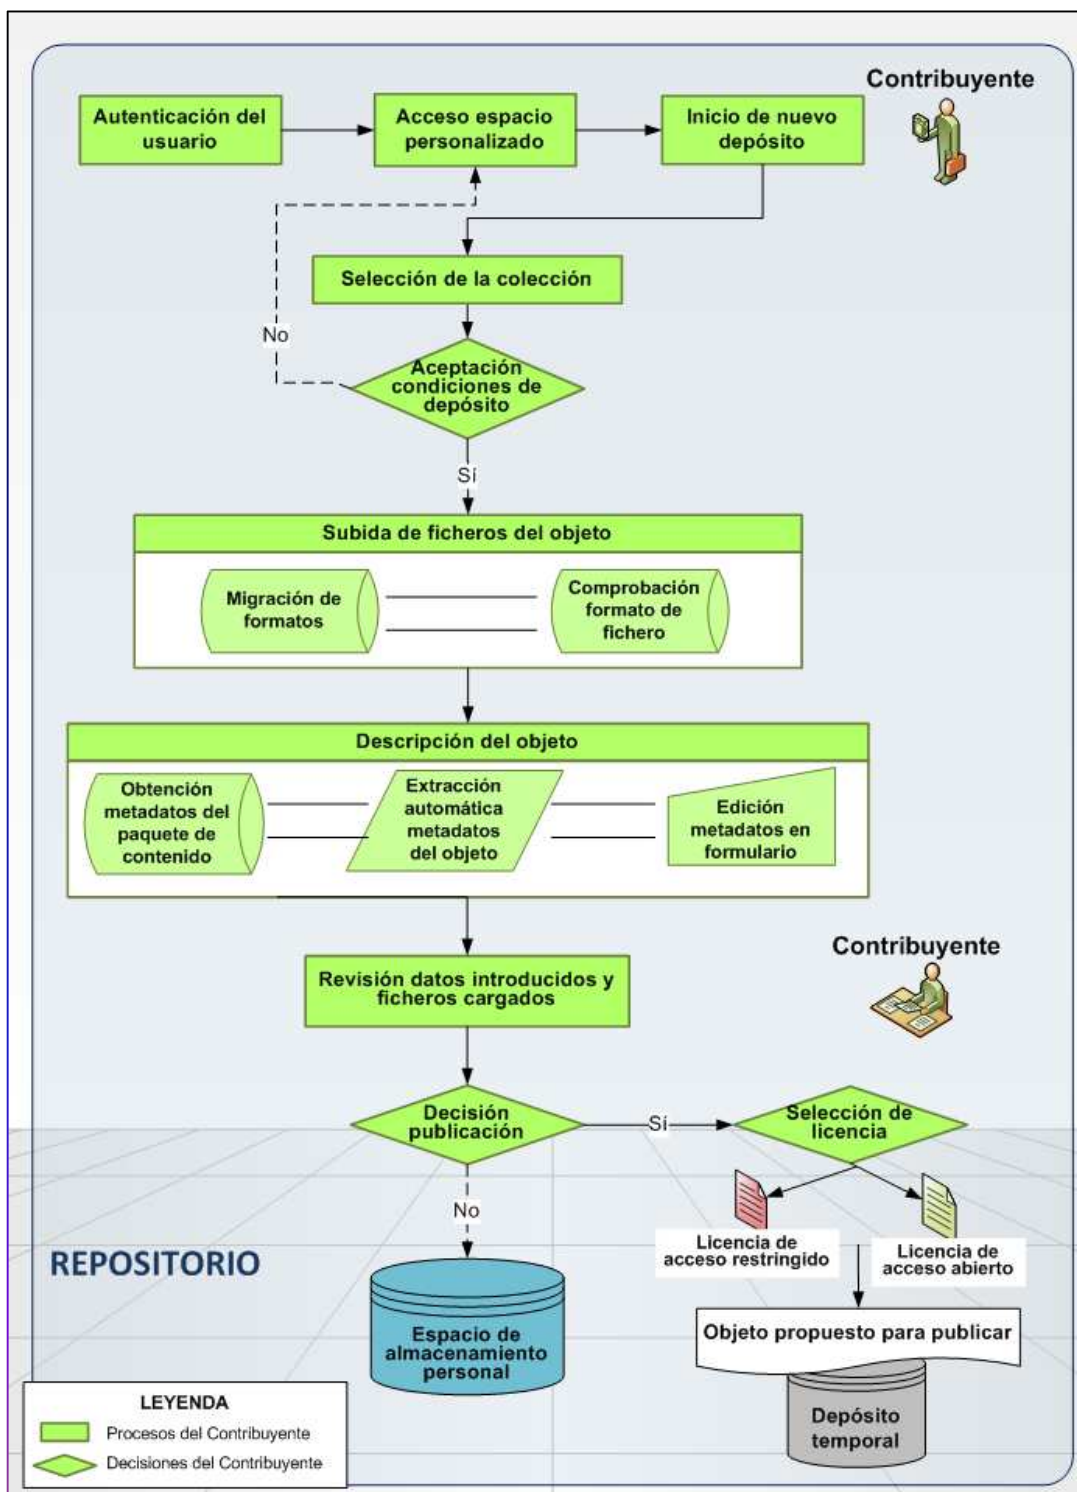 Contribuyente
Autenticación del
usuario
Acceso espacio
personalizado
Inicio de nuevo
depósito
Selección de la colección
No
Aceptación
condiciones de
depósito
Sí
Subida de ficheros del objeto
Migración de
formatos
Comprobación
formato de
fichero
Descripción del objeto
Obtención
metadatos del
paquete de
contenido
Extracción
automática
metadatos
del objeto
Edición
metadatos en
formulario
Contribuyente
Revisión datos introducidos y
ficheros cargados
Decisión
publicación
Sí
Selección de
licencia
No
Licencia de
acceso restringido
Licencia de
acceso abierto
REPOSITORIO
Espacio de
almacenamiento
personal
Objeto propuesto para publicar
Depósito
temporal
LEYENDA
Procesos del Contribuyente
Decisiones del Contribuyente